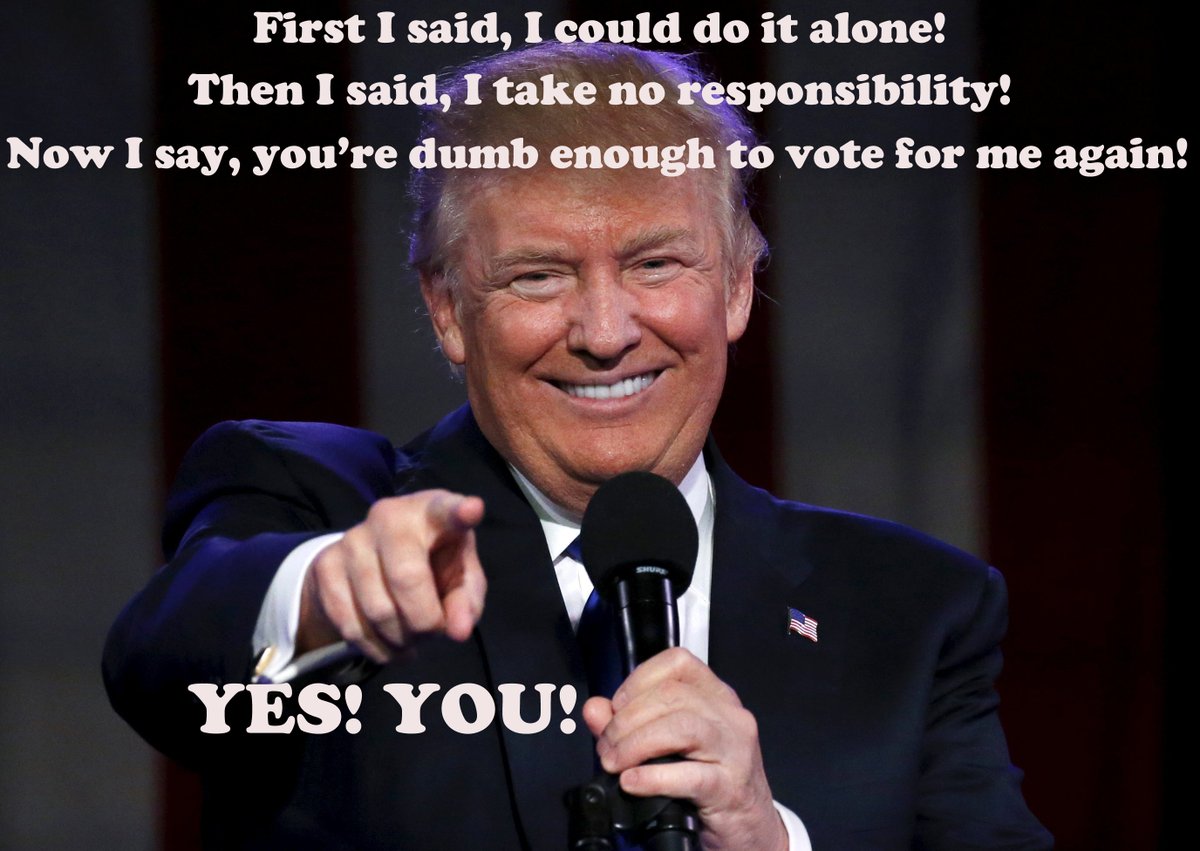 First I said, I could do it alone!
Then I said, I take no responsibility!
Now I say, you're dumb enough to vote for me again!
YES! YOU!
SHURE